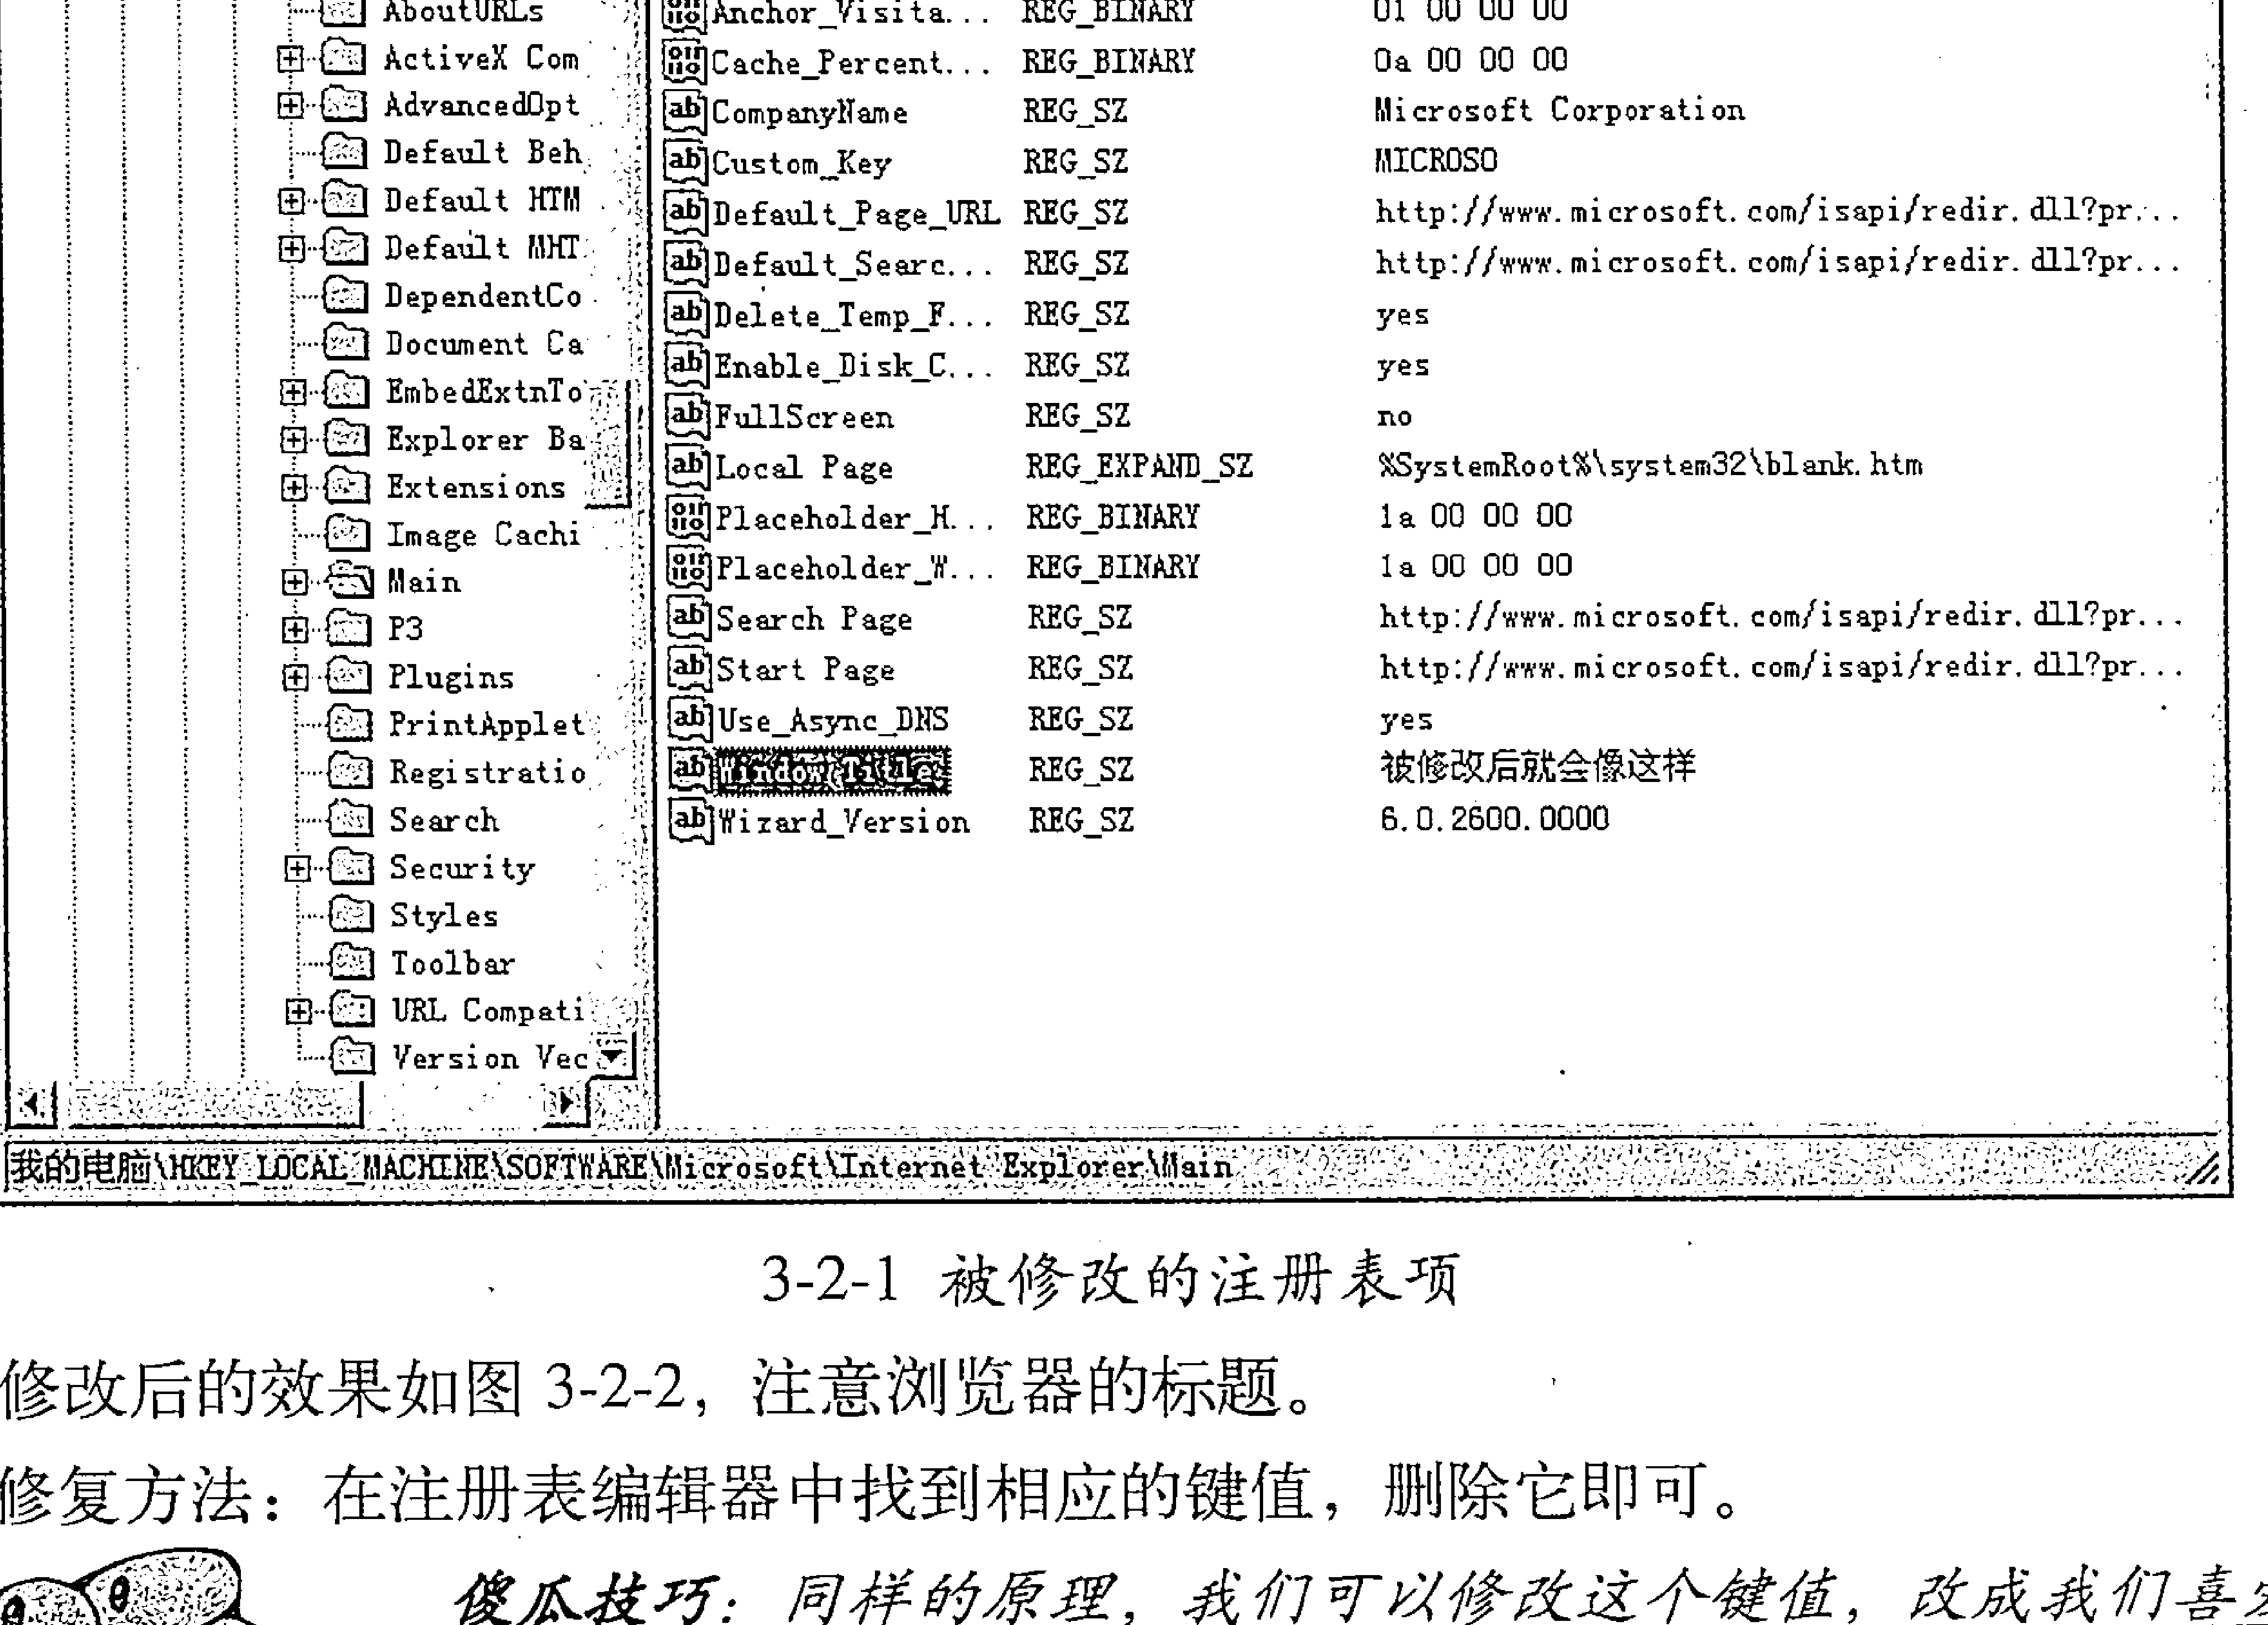 AboutURLs
ActiveX Com
AdvancedOpt
Default Beh
Default HTM
Default MHT
DependentCo
Document Ca
EmbedExtnTo
Explorer Ba
Extensions
Image Cachi
Main
P3
Plugins
PrintApplet
Registratio
Search
Security
Styles
Toolbar
URL Compati
Version Vec
Anchor_Visita... REG_BINARY 01 00 00 00
Cache_Percent... REG_BINARY 0a 00 00 00
CompanyName REG_SZ Microsoft Corporation
Custom_Key REG_SZ MICROSO
Default_Page_URL REG_SZ http://www.microsoft.com/isapi/redir.dll?pr...
Default_Searc... REG_SZ http://www.microsoft.com/isapi/redir.dll?pr...
Delete_Temp_F... REG_SZ yes
Enable_Disk_C... REG_SZ yes
FullScreen REG_SZ no
Local Page REG_EXPAND_SZ %SystemRoot%\system32\blank.htm
Placeholder_H... REG_BINARY 1a 00 00 00
Placeholder_W... REG_BINARY 1a 00 00 00
Search Page REG_SZ http://www.microsoft.com/isapi/redir.dll?pr...
Start Page REG_SZ http://www.microsoft.com/isapi/redir.dll?pr...
Use_Async_DNS REG_SZ yes
Window Title REG_SZ 被修改后就会像这样
Wizard_Version REG_SZ 6.0.2600.0000
我的电脑\HKEY_LOCAL_MACHINE\SOFTWARE\Microsoft\Internet Explorer\Main
3-2-1 被修改的注册表项
修改后的效果如图 3-2-2，注意浏览器的标题。
修复方法：在注册表编辑器中找到相应的键值，删除它即可。
傻瓜技巧：同样的原理，我们可以修改这个键值，改成我们喜